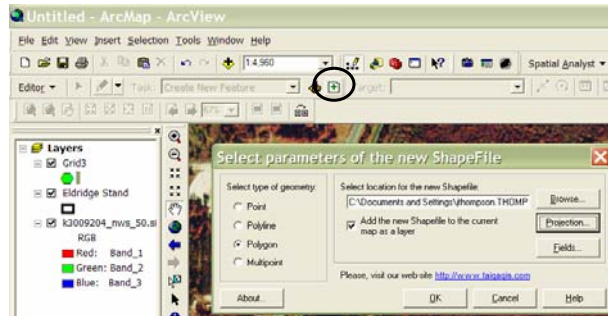 Untitled - ArcMap - ArcView
File Edit View Insert Selection Tools Window Help
1:4,960 Spatial Analyst
Editor Task: Create New Feature Target:
67%
Layers
Grid3
Eldridge Stand
k3009204_nws_50.si
RGB
Red: Band_1
Green: Band_2
Blue: Band_3
Select parameters of the new ShapeFile
Select type of geometry:
Point
Polyline
Polygon
Multipoint
Select location for the new Shapefile:
C:\Documents and Settings\jthompson.THOMP
Browse...
Add the new Shapefile to the current
map as a layer
Projection...
Fields...
Please, visit our web site http://www.taigagis.com
About... OK Cancel Help